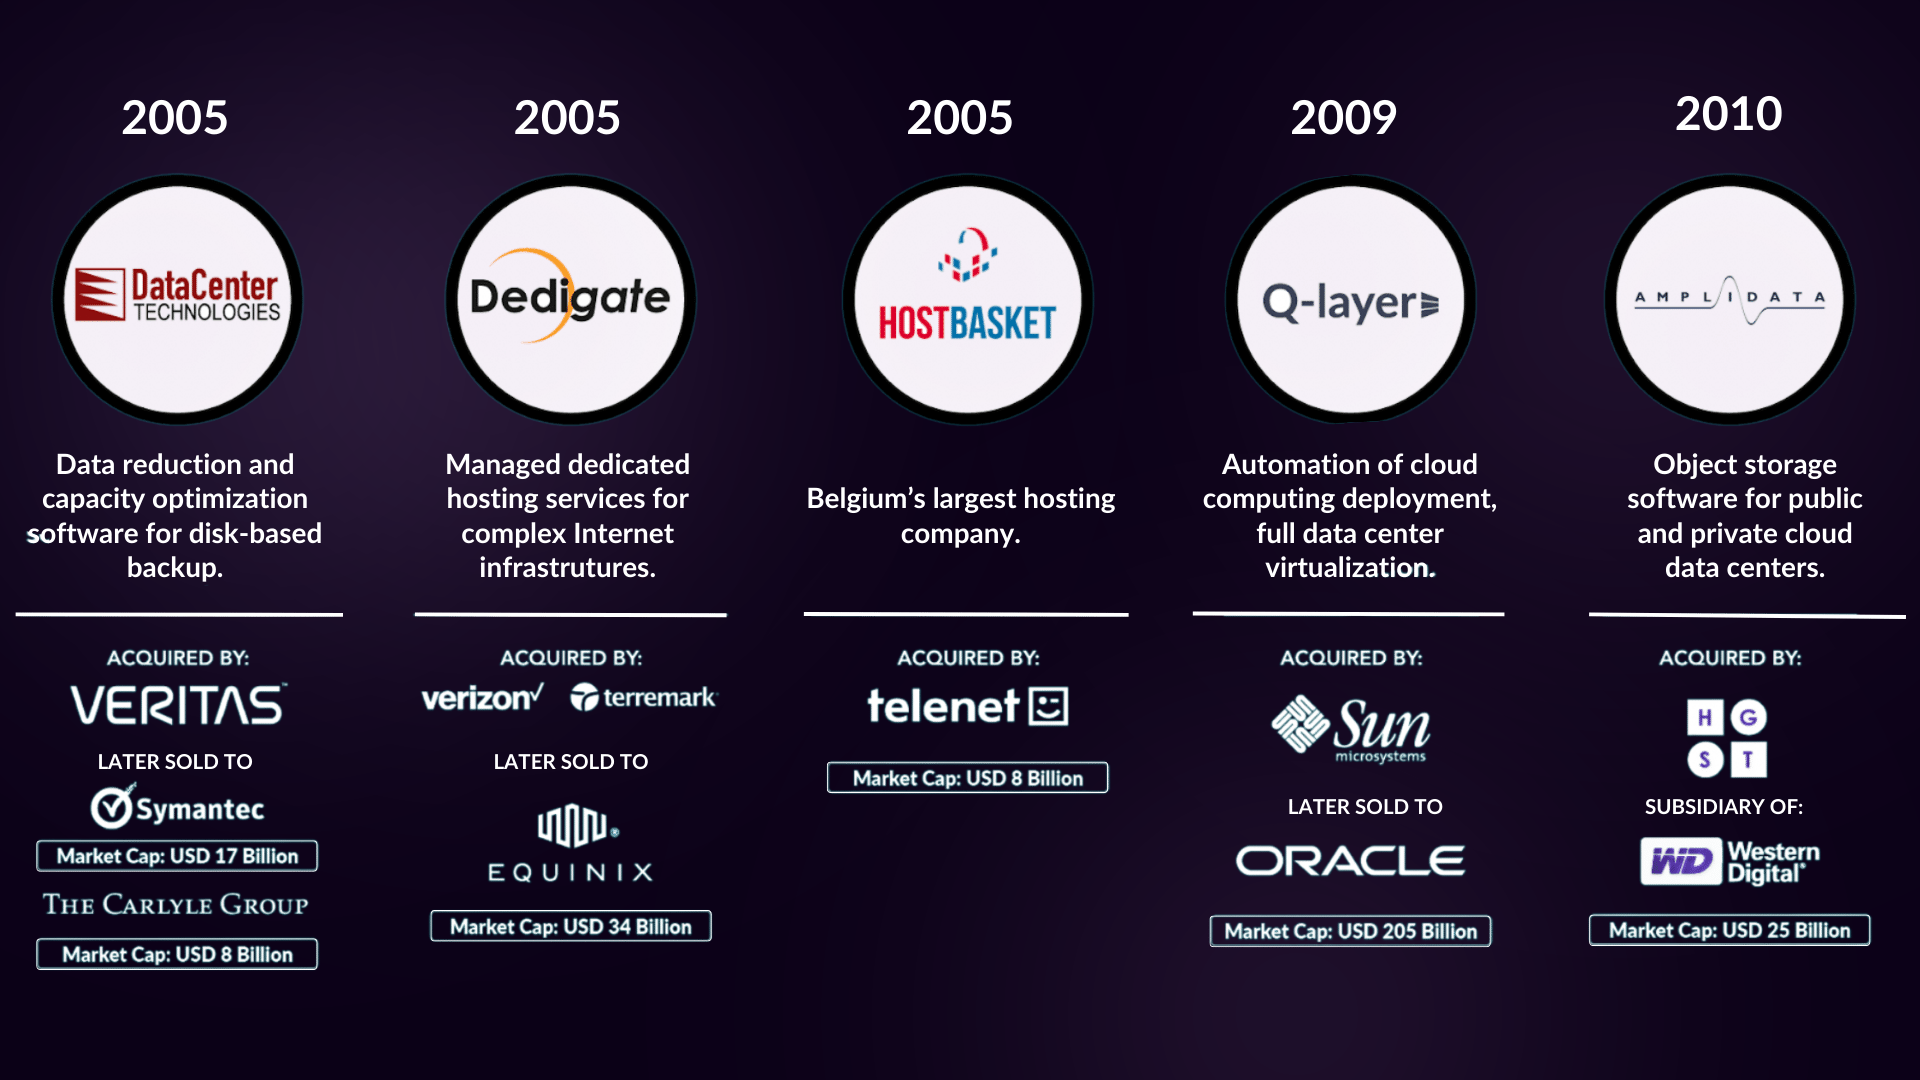 2005
DataCenter
TECHNOLOGIES
Data reduction and
capacity optimization
software for disk-based
backup.
ACQUIRED BY:
VERITAS™
LATER SOLD TO
Symantec
Market Cap: USD 17 Billion
THE CARLYLE GROUP
Market Cap: USD 8 Billion
2005
Dedigate
Managed dedicated
hosting services for
complex Internet
infrastrutures.
ACQUIRED BY:
verizon terremark
LATER SOLD TO
EQUINIX
Market Cap: USD 34 Billion
2005
HOSTBASKET
Belgium’s largest hosting
company.
ACQUIRED BY:
telenet
Market Cap: USD 8 Billion
2009
Q-layer
Automation of cloud
computing deployment,
full data center
virtualization.
ACQUIRED BY:
Sun
microsystems
LATER SOLD TO
ORACLE
Market Cap: USD 205 Billion
2010
AMPLIDATA
Object storage
software for public
and private cloud
data centers.
ACQUIRED BY:
H G
S T
SUBSIDIARY OF:
WD Western
Digital®
Market Cap: USD 25 Billion